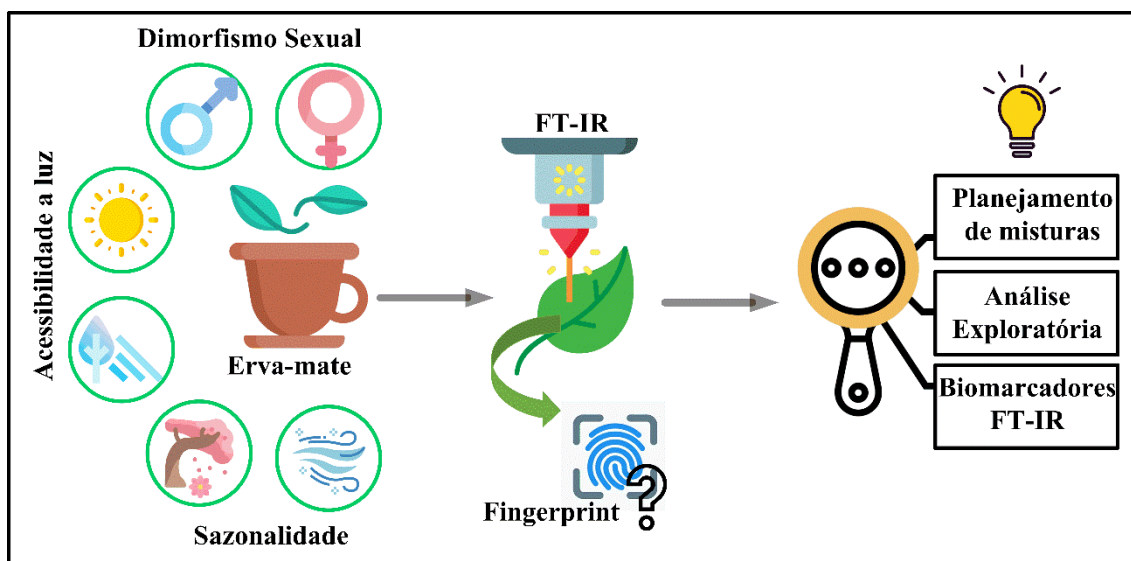 Dimorfismo Sexual
Acessibilidade a luz
Erva-mate
Sazonalidade
FT-IR
Fingerprint
?
Planejamento
de misturas
Análise
Exploratória
Biomarcadores
FT-IR